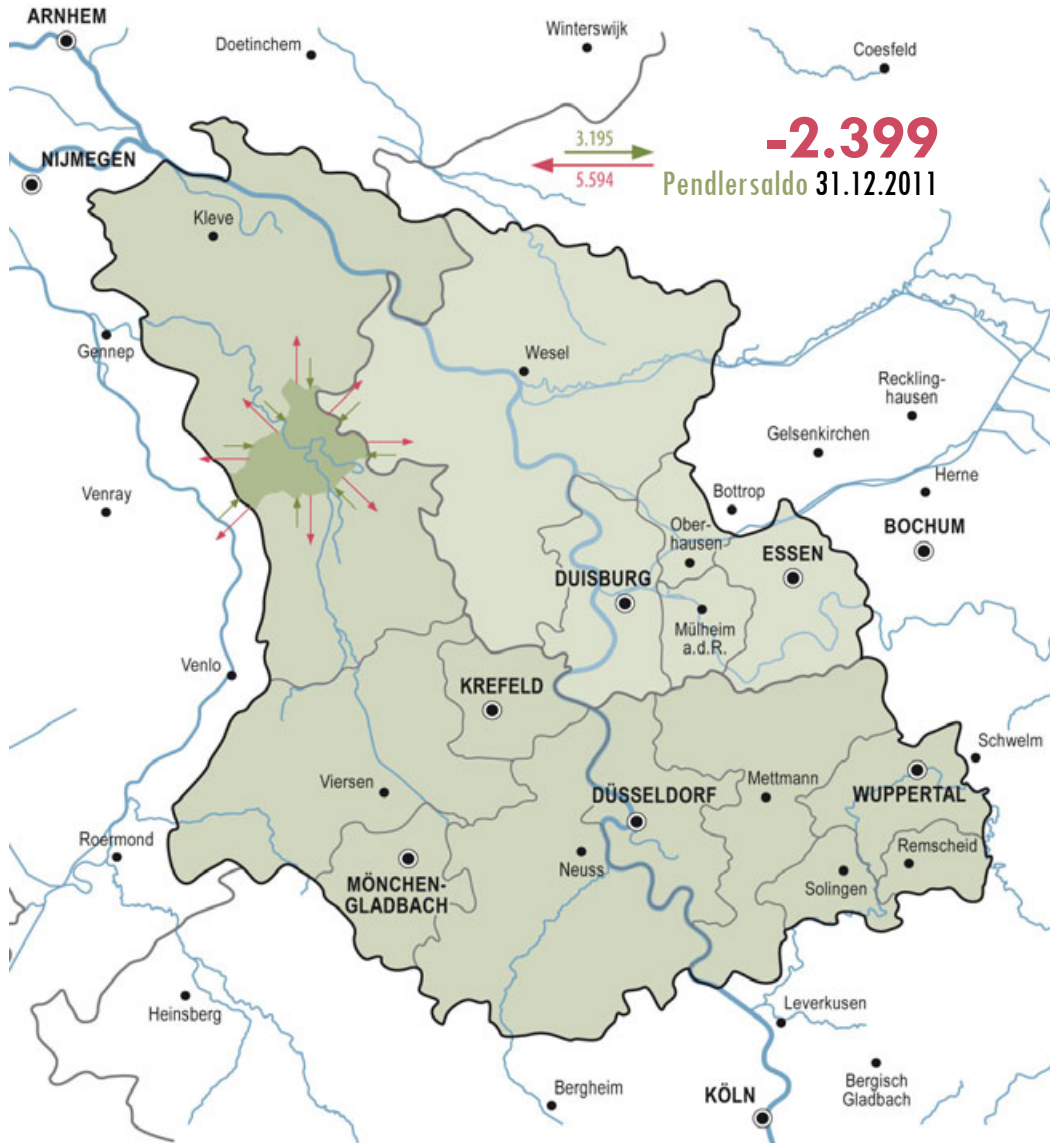 ARNHEM
Doetinchem
Winterswijk
Coesfeld
3.195
5.594
-2.399
Pendlersaldo 31.12.2011
NIJMEGEN
Kleve
Gennep
Wesel
Reckling-
hausen
Gelsenkirchen
Herne
Venray
Bottrop
BOCHUM
Ober-
hausen
ESSEN
DUISBURG
Mülheim
a.d.R.
Venlo
KREFELD
Schwelm
Viersen
Mettmann
DÜSSELDORF
WUPPERTAL
Roermond
Neuss
Remscheid
MÖNCHEN-
GLADBACH
Solingen
Heinsberg
Leverkusen
Bergheim
KÖLN
Bergisch
Gladbach